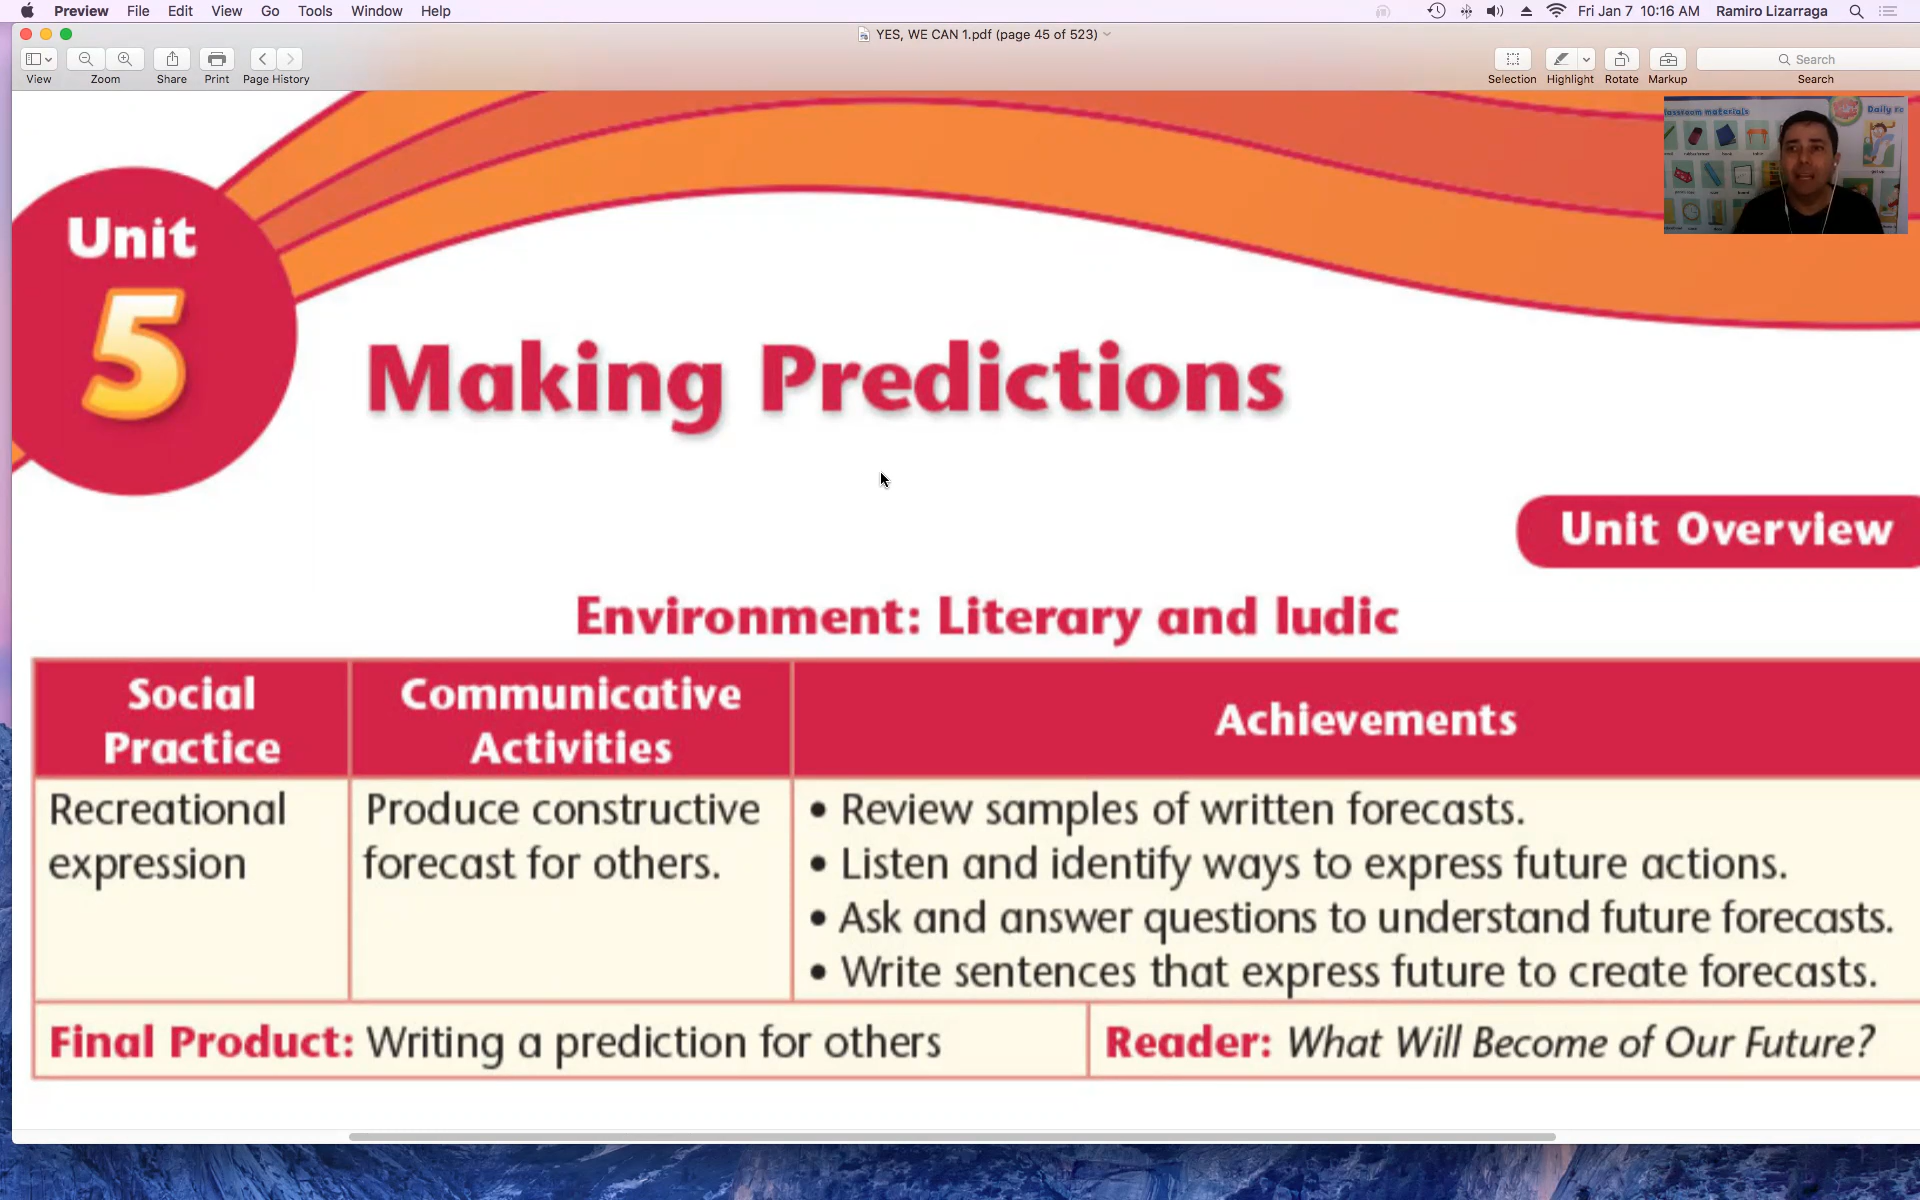 Preview File Edit View Go Tools Window Help
Fri Jan 7 10:16 AM Ramiro Lizarraga
YES, WE CAN 1.pdf (page 45 of 523)
View Zoom Share Print Page History
Selection Highlight Rotate Markup Search
Search
Classroom materials
Daily
Unit
5
Making Predictions
Unit Overview
Environment: Literary and ludic
Social
Practice
Communicative
Activities
Achievements
Recreational
expression
Produce constructive
forecast for others.
• Review samples of written forecasts.
• Listen and identify ways to express future actions.
• Ask and answer questions to understand future forecasts.
• Write sentences that express future to create forecasts.
Final Product: Writing a prediction for others
Reader: What Will Become of Our Future?